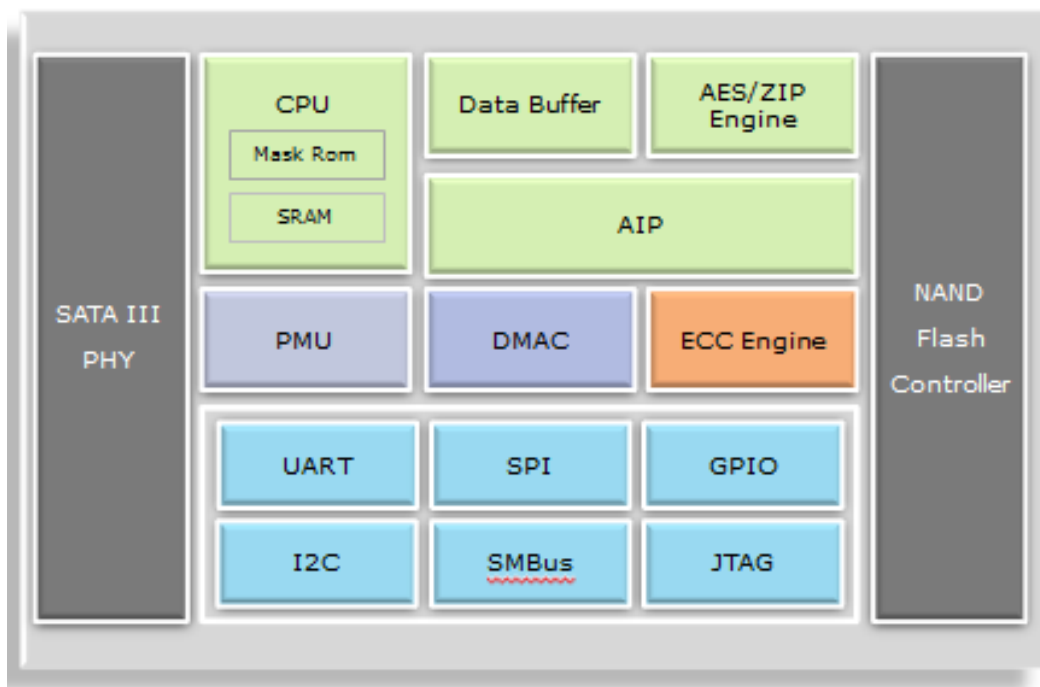 CPU
Mask Rom
SRAM
Data Buffer
AES/ZIP
Engine
AIP
SATA III
PHY
PMU
DMAC
ECC Engine
NAND
Flash
Controller
UART
SPI
GPIO
I2C
SMBus
JTAG